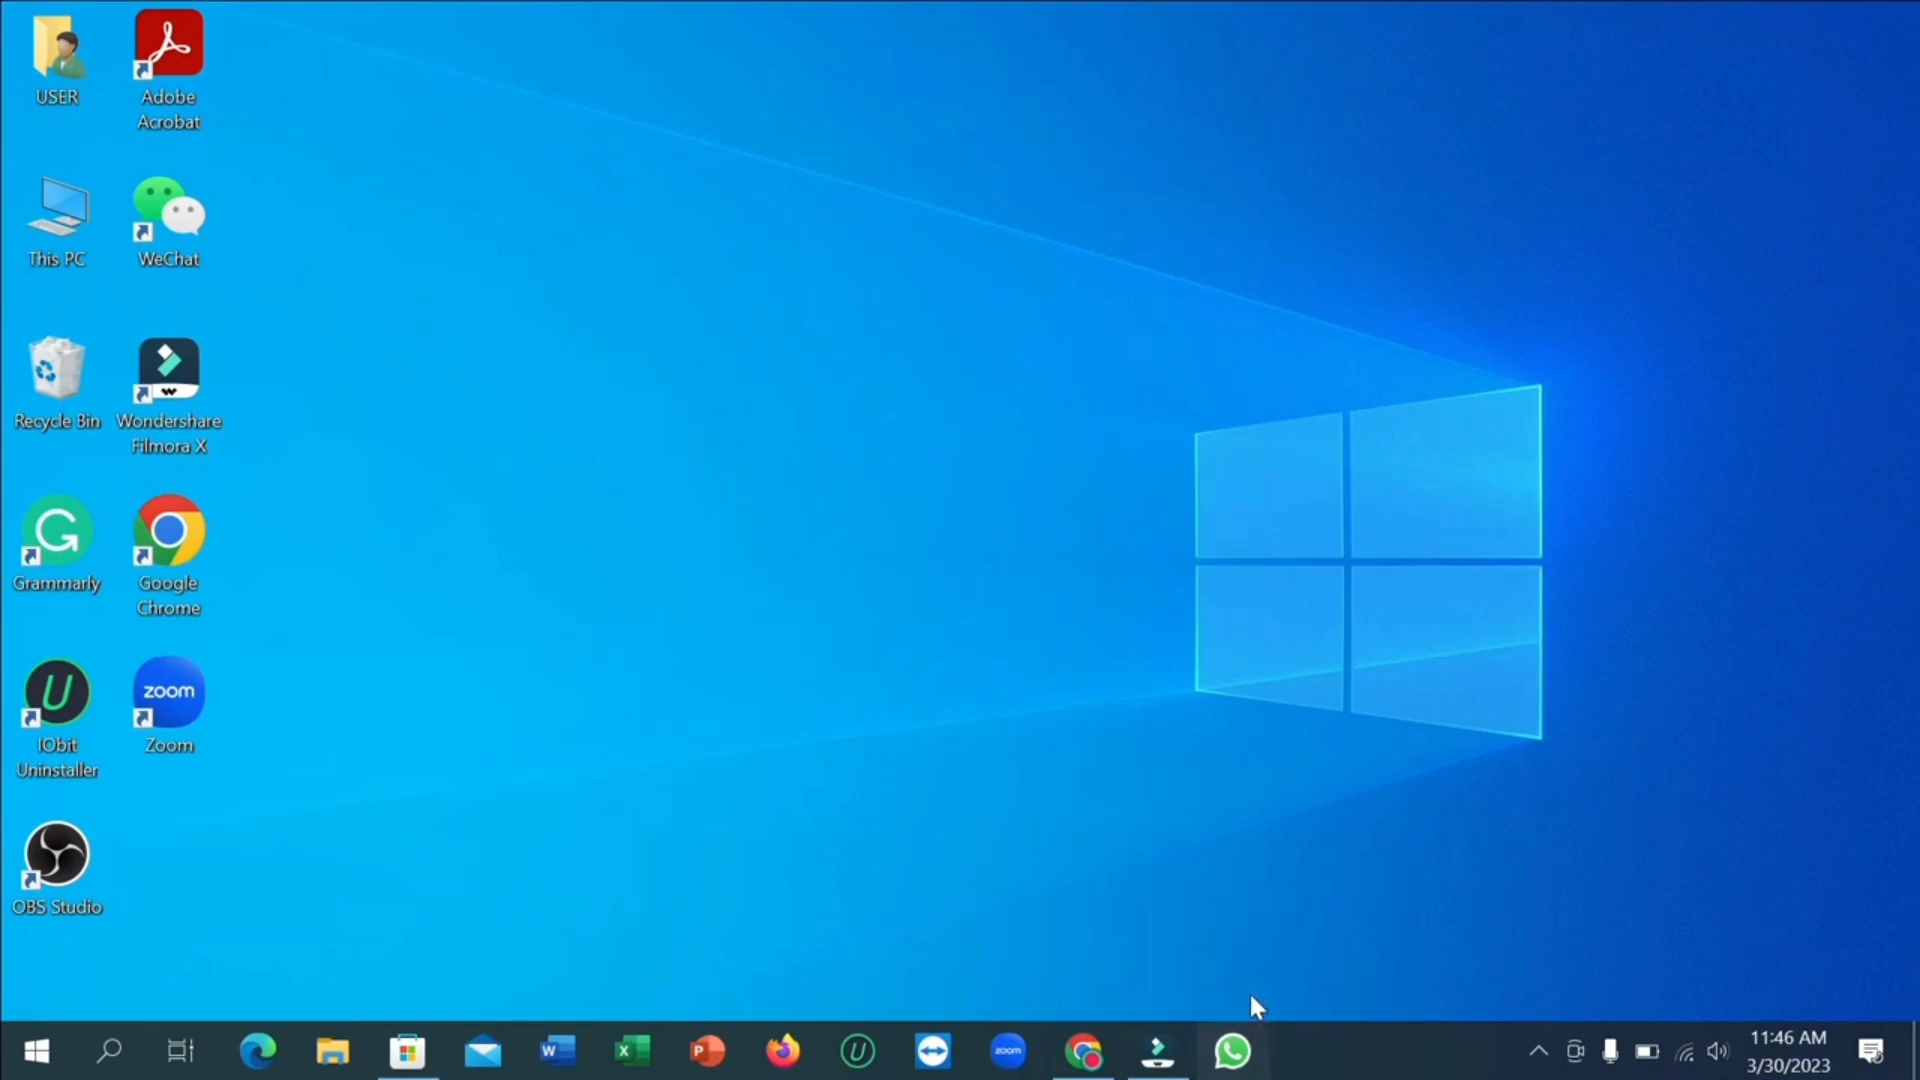 USER
Adobe
Acrobat
This PC
WeChat
Recycle Bin
Wondershare
Filmora X
Grammarly
Google
Chrome
zoom
IObit
Uninstaller
Zoom
OBS Studio
zoom
11:46 AM
3/30/2023